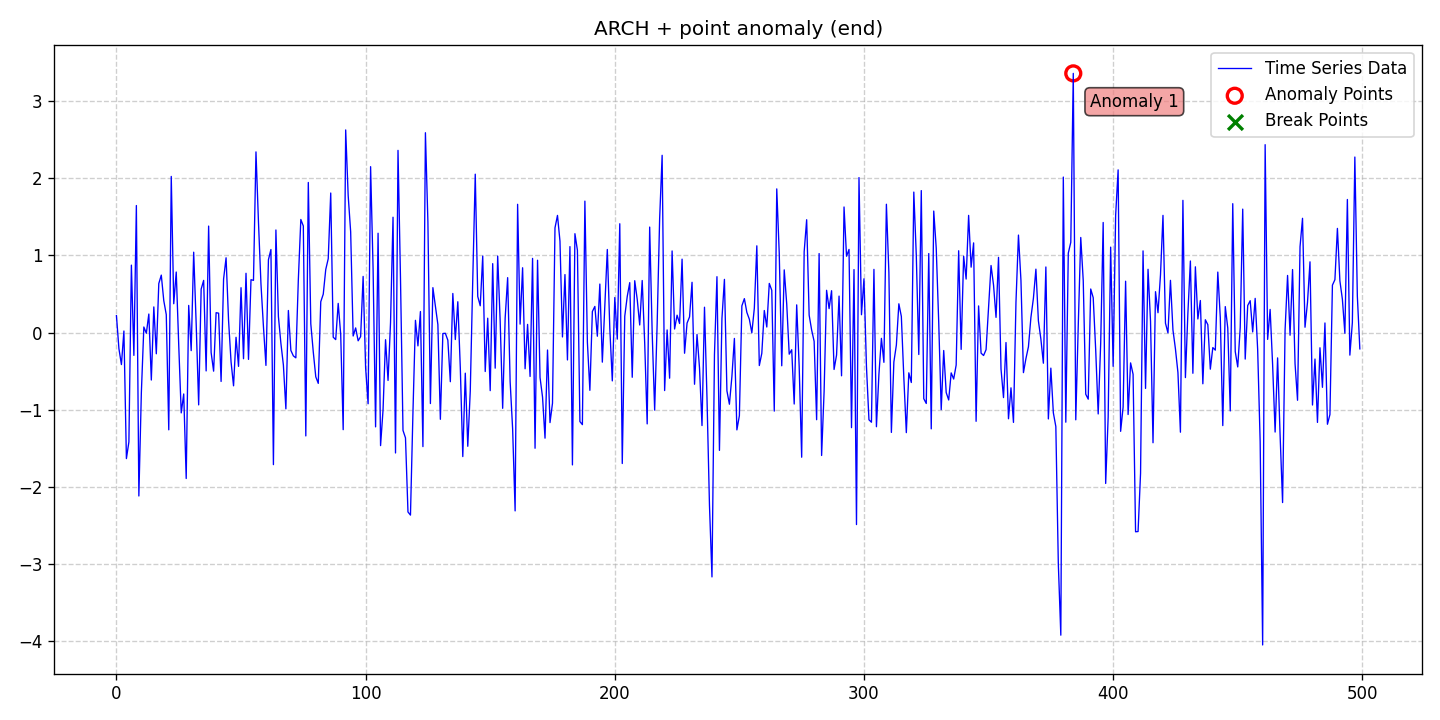 ARCH + point anomaly (end)
Time Series Data
Anomaly Points
Break Points
Anomaly 1
3
2
1
0
−1
−2
−3
−4
0
100
200
300
400
500